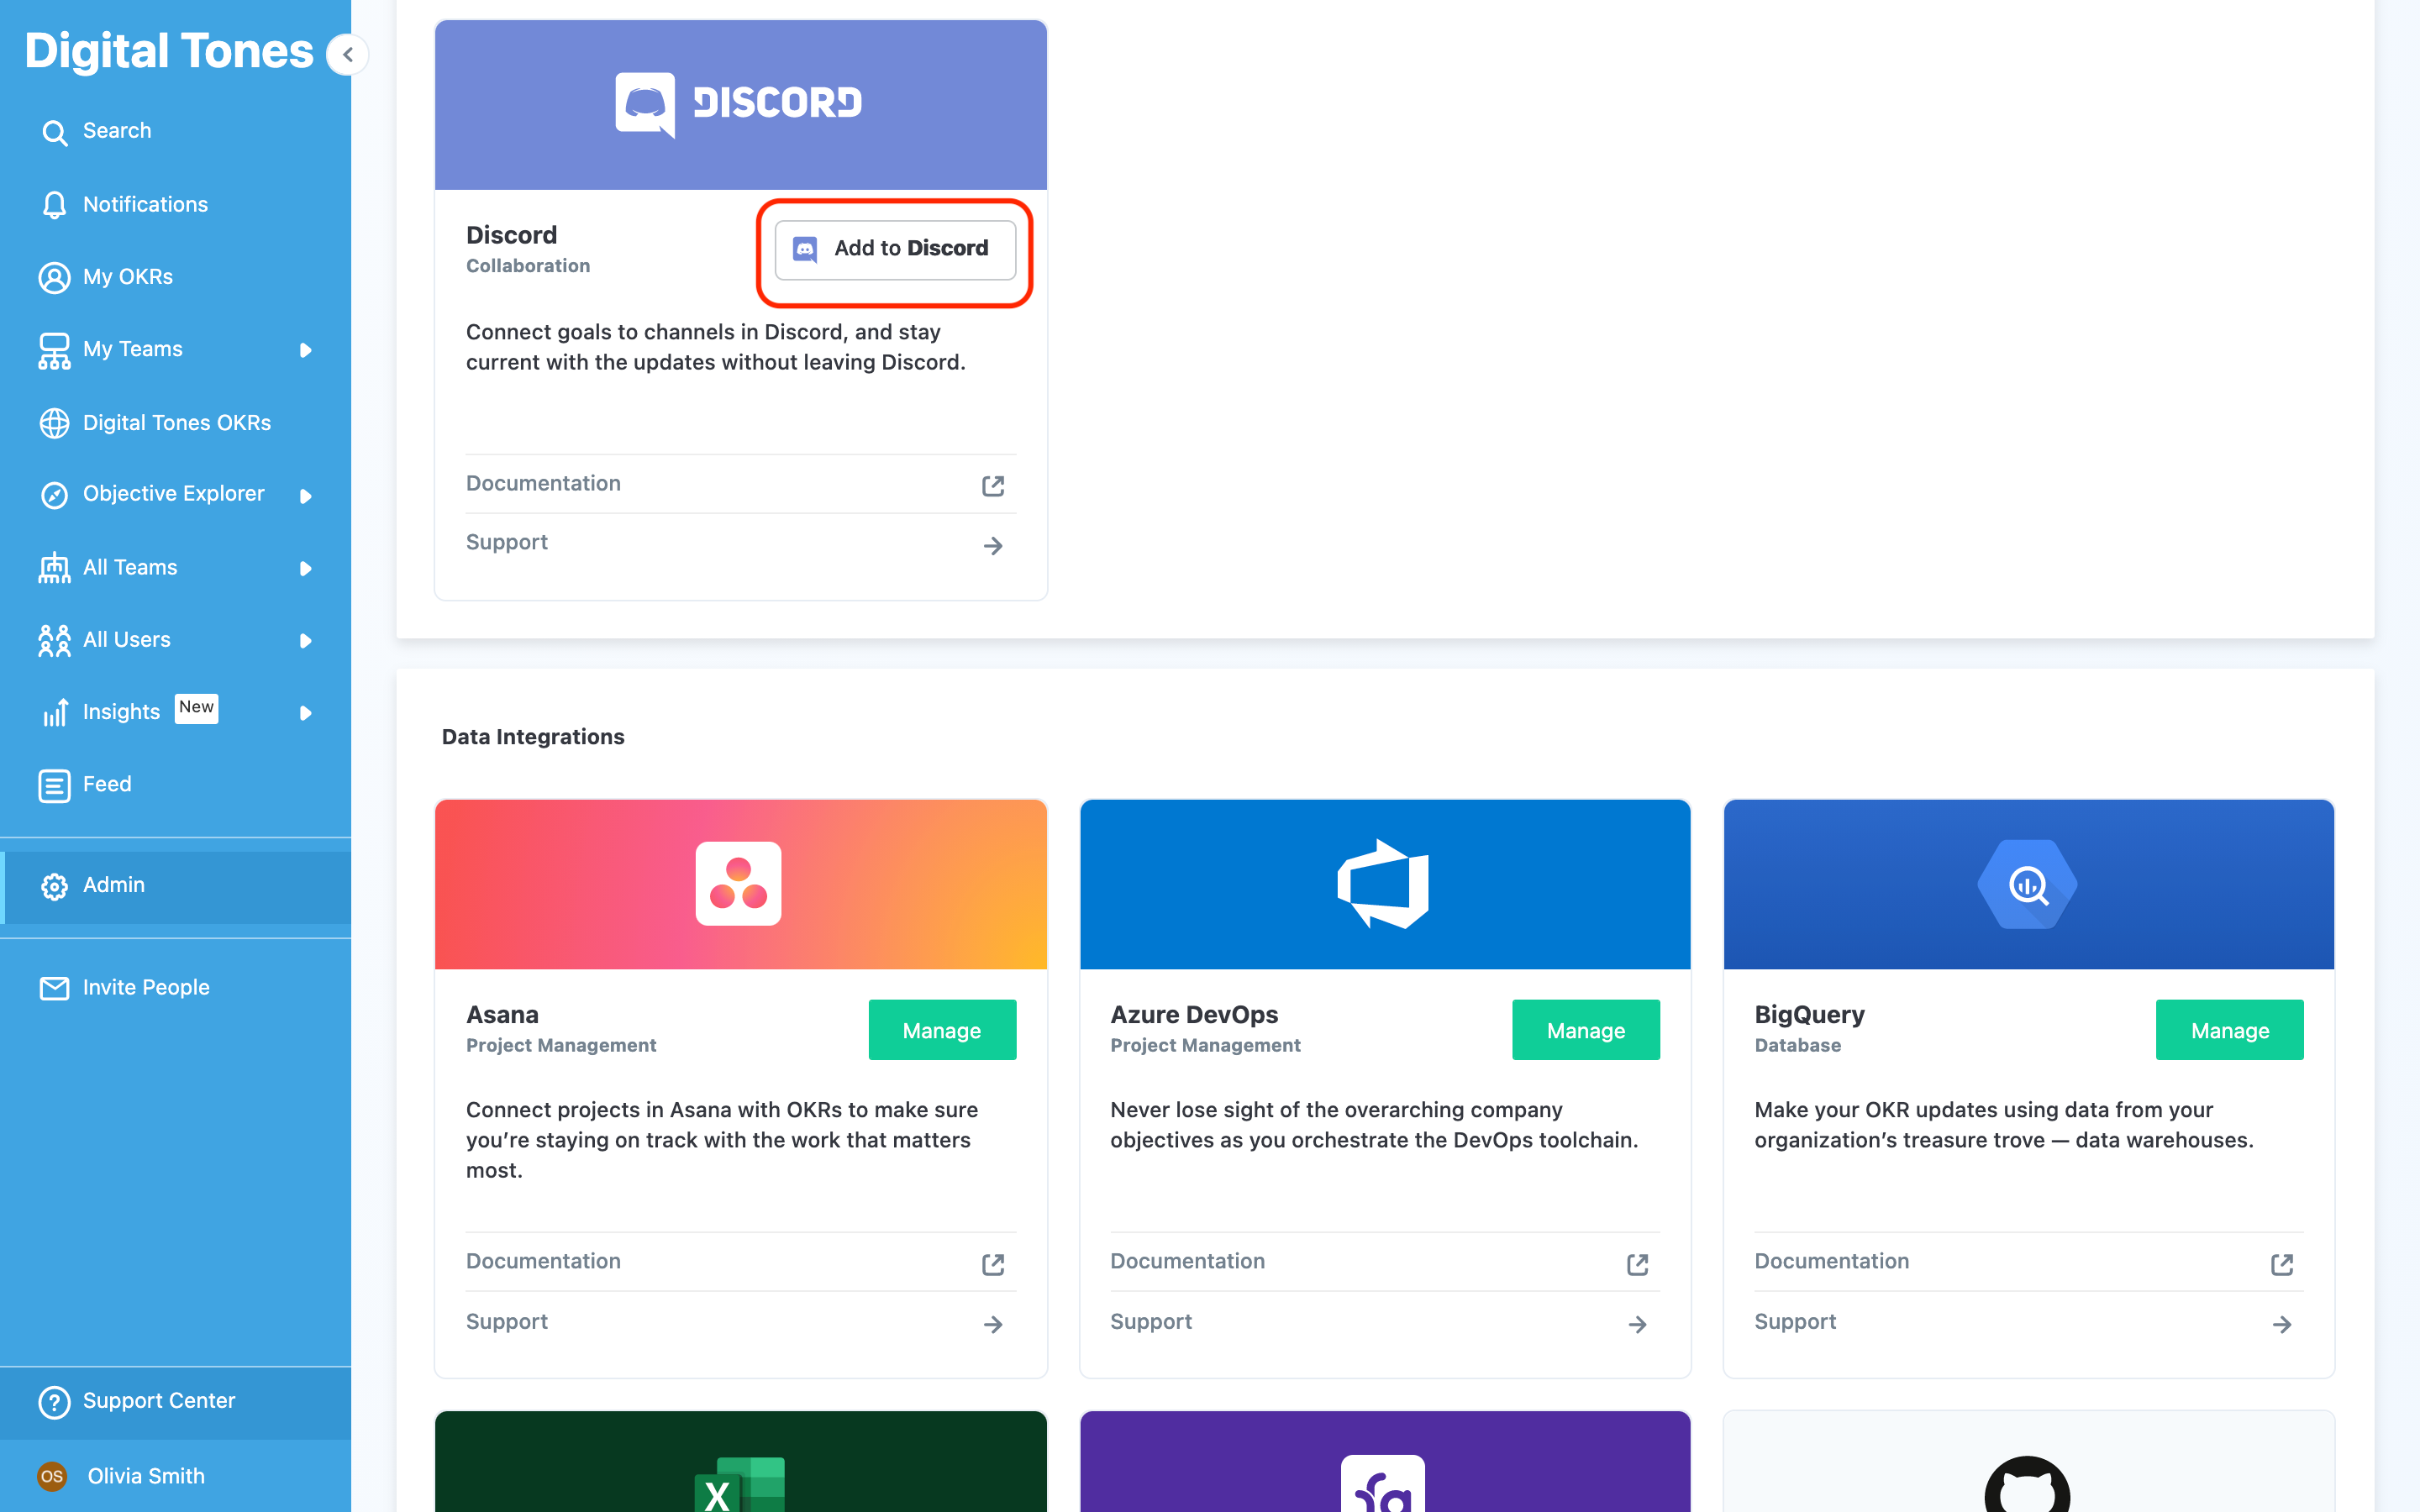 Digital Tones
Search
Notifications
My OKRs
My Teams
Digital Tones OKRs
Objective Explorer
All Teams
All Users
Insights New
Feed
Admin
Invite People
Support Center
OS Olivia Smith
DISCORD
Discord
Collaboration
Add to Discord
Connect goals to channels in Discord, and stay
current with the updates without leaving Discord.
Documentation
Support
Data Integrations
Asana
Project Management
Manage
Connect projects in Asana with OKRs to make sure
you’re staying on track with the work that matters
most.
Documentation
Support
Azure DevOps
Project Management
Manage
Never lose sight of the overarching company
objectives as you orchestrate the DevOps toolchain.
Documentation
Support
BigQuery
Database
Manage
Make your OKR updates using data from your
organization’s treasure trove — data warehouses.
Documentation
Support
X